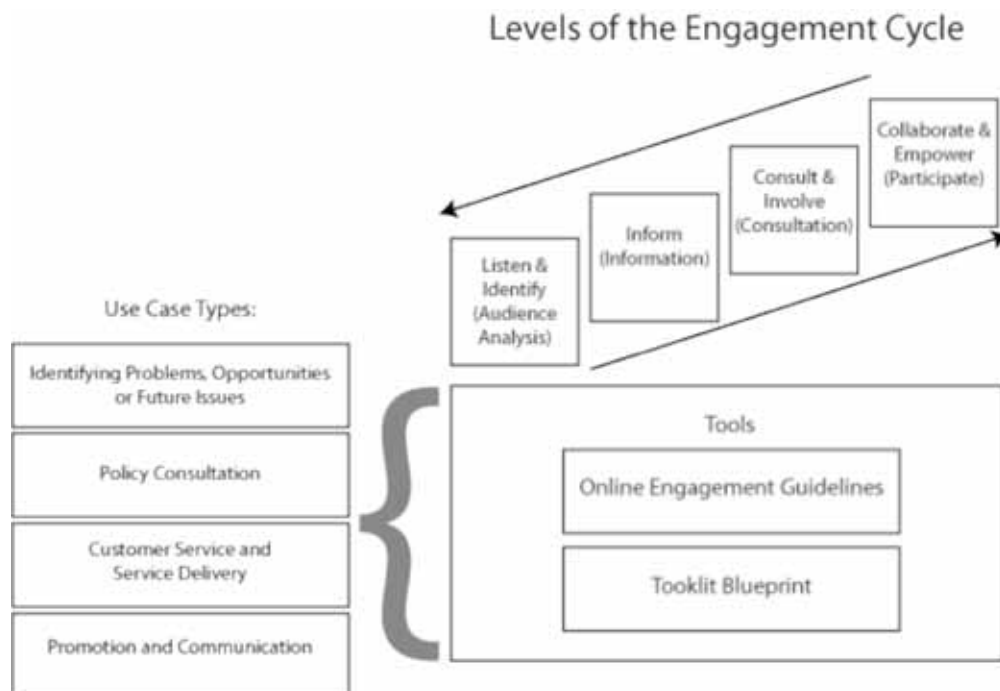 Levels of the Engagement Cycle
Collaborate &
Empower
(Participate)
Consult &
Involve
(Consultation)
Inform
(Information)
Listen &
Identify
(Audience
Analysis)
Use Case Types:
Identifying Problems, Opportunities
or Future Issues
Policy Consultation
Customer Service and
Service Delivery
Promotion and Communication
Tools
Online Engagement Guidelines
Tooklit Blueprint